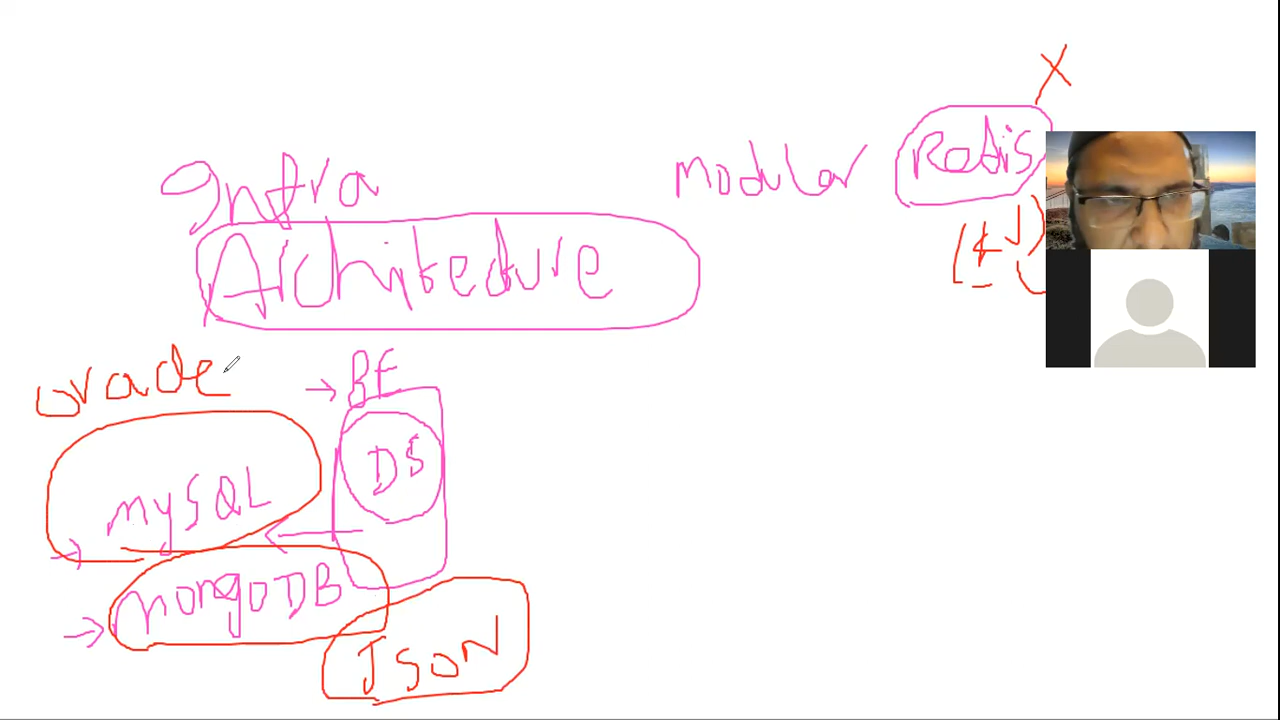 X
Infra
modular Redis
Architecture
oracle
BE
DS
mySQL
mongoDB
JSON